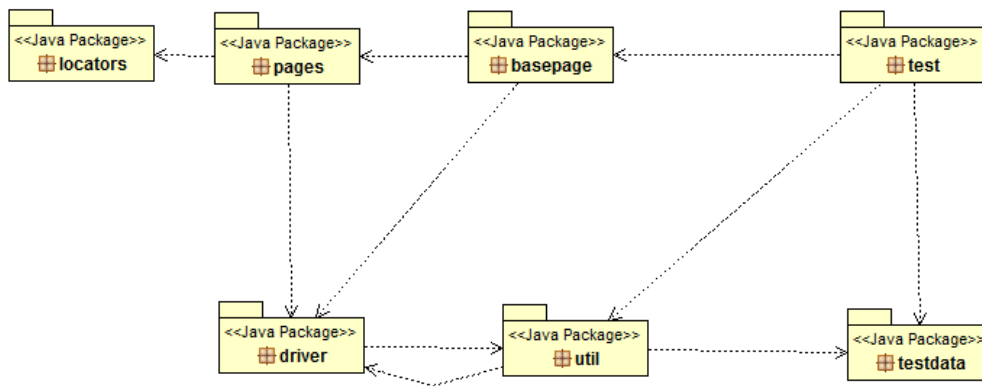 <<Java Package>>
locators
<<Java Package>>
pages
<<Java Package>>
basepage
<<Java Package>>
test
<<Java Package>>
driver
<<Java Package>>
util
<<Java Package>>
testdata